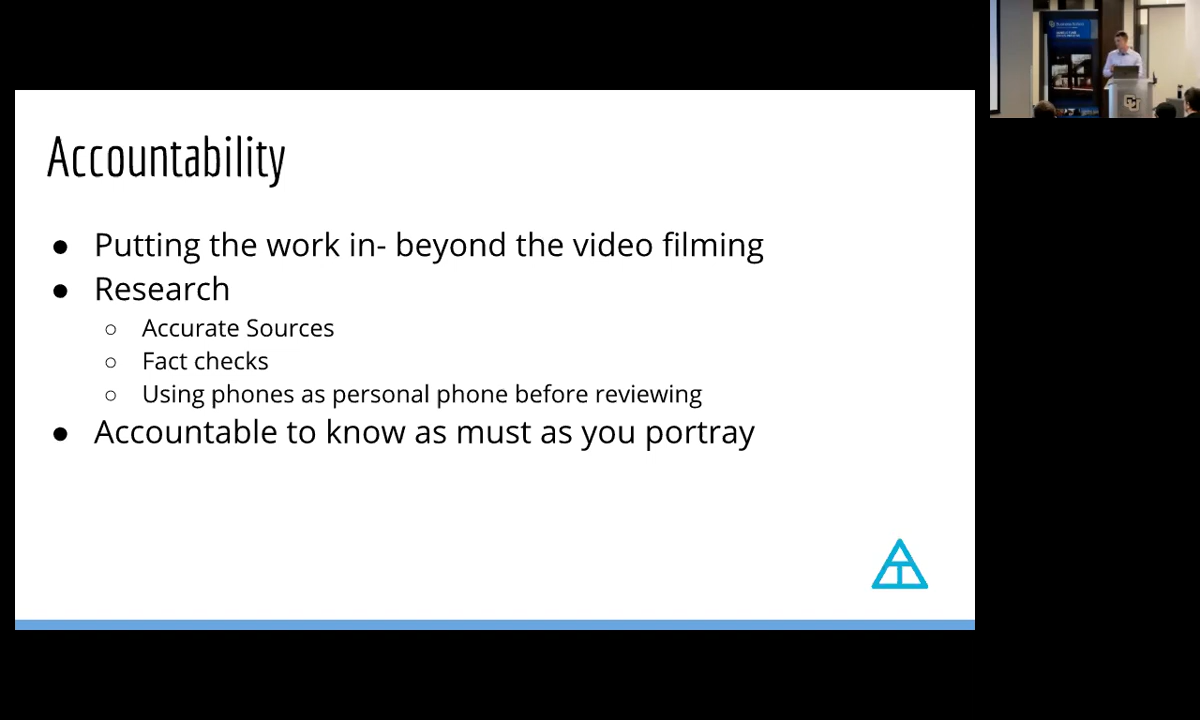 Accountability
● Putting the work in- beyond the video filming
● Research
○ Accurate Sources
○ Fact checks
○ Using phones as personal phone before reviewing
● Accountable to know as must as you portray